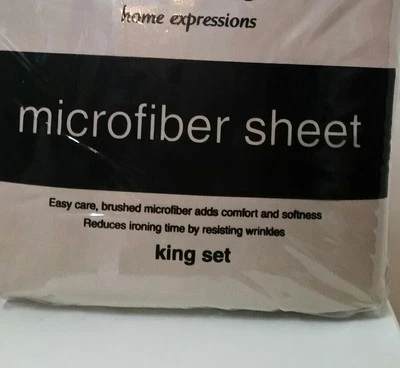 home expressions
microfiber sheet
Easy care, brushed microfiber adds comfort and softness
Reduces ironing time by resisting wrinkles
king set